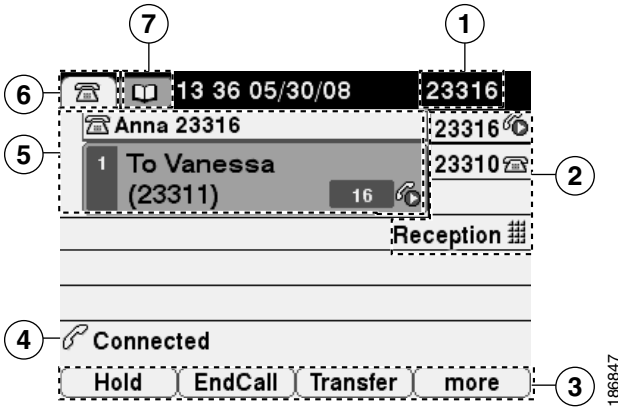 7
1
6
13 36 05/30/08
23316
Anna 23316
23316
5
1
To Vanessa
23310
2
(23311)
16
Reception
4
Connected
Hold
EndCall
Transfer
more
3
186847